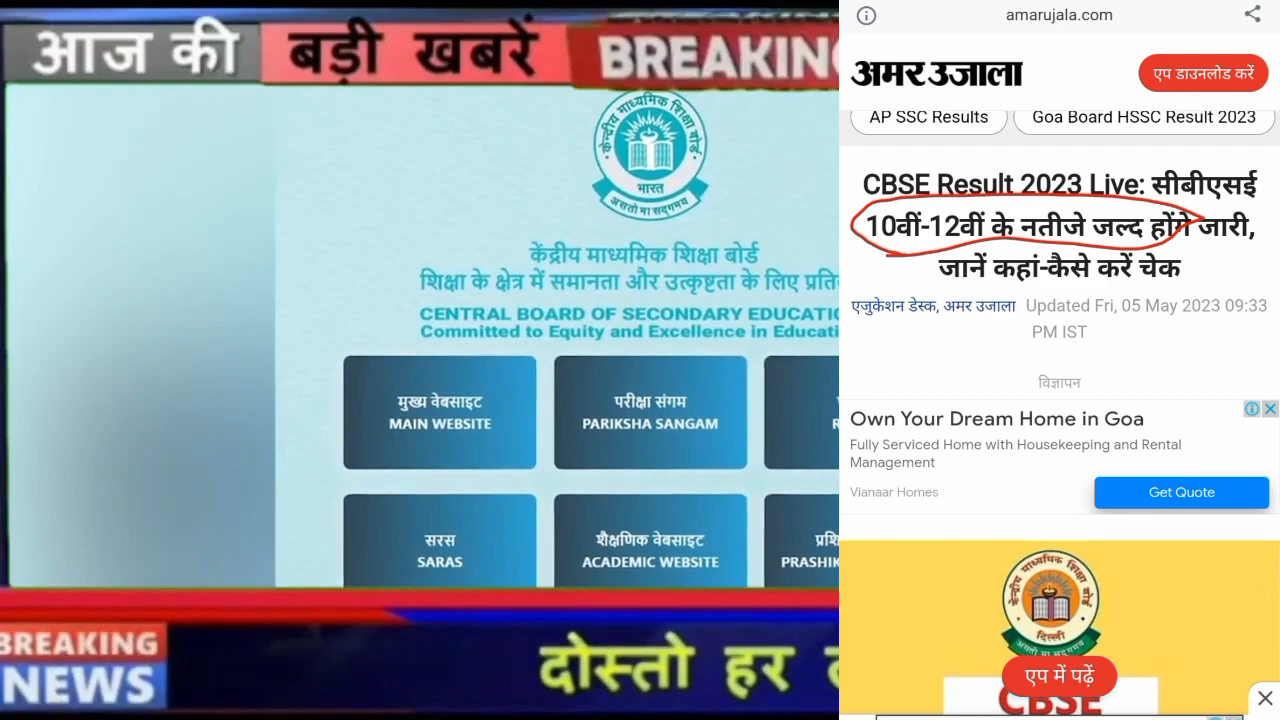 आज की बड़ी खबरें BREAKING
केन्द्रीय माध्यमिक शिक्षा बोर्ड
भारत
असतो मा सद्गमय
केंद्रीय माध्यमिक शिक्षा बोर्ड
शिक्षा के क्षेत्र में समानता और उत्कृष्टता के लिए
CENTRAL BOARD OF SECONDARY
Committed to Equity and Excellence in
मुख्य वेबसाइट
MAIN WEBSITE
परीक्षा संगम
PARIKSHA SANGAM
सरस
SARAS
शैक्षणिक वेबसाइट
ACADEMIC WEBSITE
BREAKING
NEWS
दोस्तो हर
amarujala.com
अमर उजाला
एप डाउनलोड करें
AP SSC Results
Goa Board HSSC Result 2023
CBSE Result 2023 Live: सीबीएसई
10वीं-12वीं के नतीजे जल्द होंगे जारी,
जानें कहां-कैसे करें चेक
एजुकेशन डेस्क, अमर उजाला Updated Fri, 05 May 2023 09:33
PM IST
विज्ञापन
Own Your Dream Home in Goa
Fully Serviced Home with Housekeeping and Rental
Management
Vianaar Homes
Get Quote
केन्द्रीय माध्यमिक शिक्षा बोर्ड
दिल्ली
एप में पढ़ें
CBSE